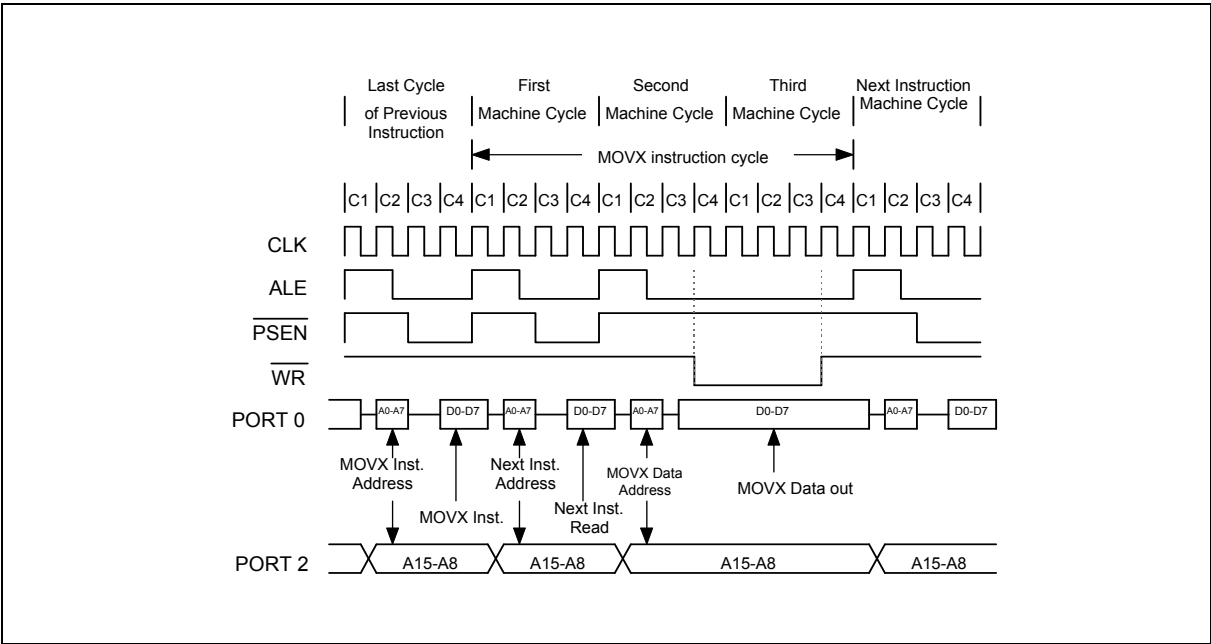 Last Cycle
of Previous
Instruction
First
Machine Cycle
Second
Machine Cycle
Third
Machine Cycle
Next Instruction
Machine Cycle
MOVX instruction cycle
C1 C2 C3 C4 C1 C2 C3 C4 C1 C2 C3 C4 C1 C2 C3 C4 C1 C2 C3 C4
CLK
ALE
PSEN
WR
PORT 0
A0-A7 D0-D7 A0-A7 D0-D7 A0-A7 D0-D7 A0-A7 D0-D7
MOVX Inst.
Address
MOVX Inst.
Next Inst.
Address
Next Inst.
Read
MOVX Data
Address
MOVX Data out
PORT 2
A15-A8 A15-A8 A15-A8 A15-A8